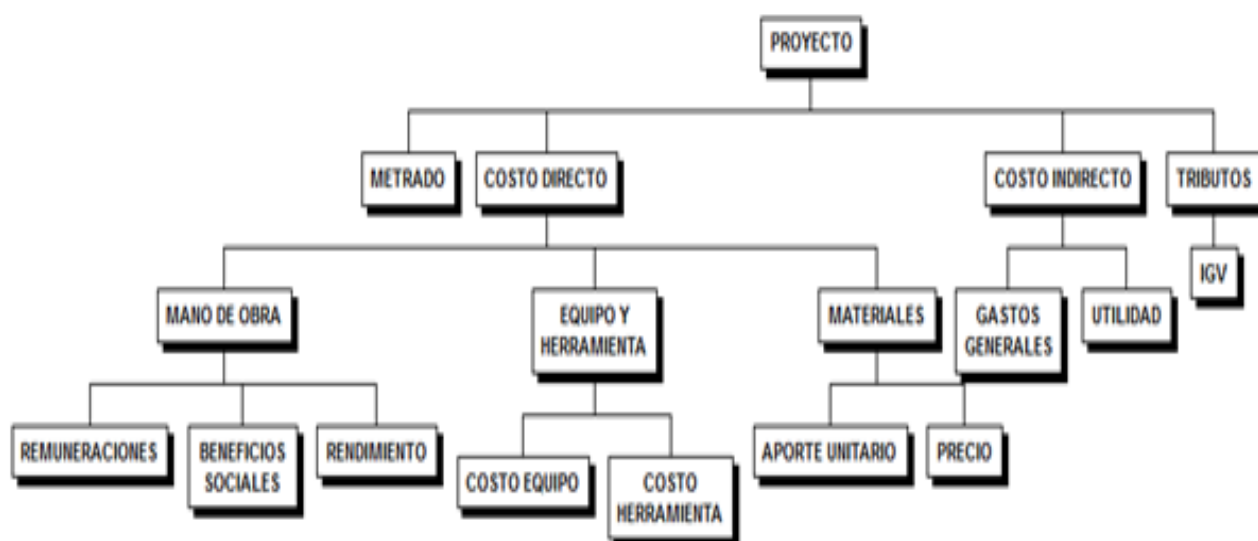 PROYECTO
METRADO
COSTO DIRECTO
COSTO INDIRECTO
TRIBUTOS
MANO DE OBRA
EQUIPO Y
HERRAMIENTA
MATERIALES
GASTOS
GENERALES
UTILIDAD
IGV
REMUNERACIONES
BENEFICIOS
SOCIALES
RENDIMIENTO
COSTO EQUIPO
COSTO
HERRAMIENTA
APORTE UNITARIO
PRECIO